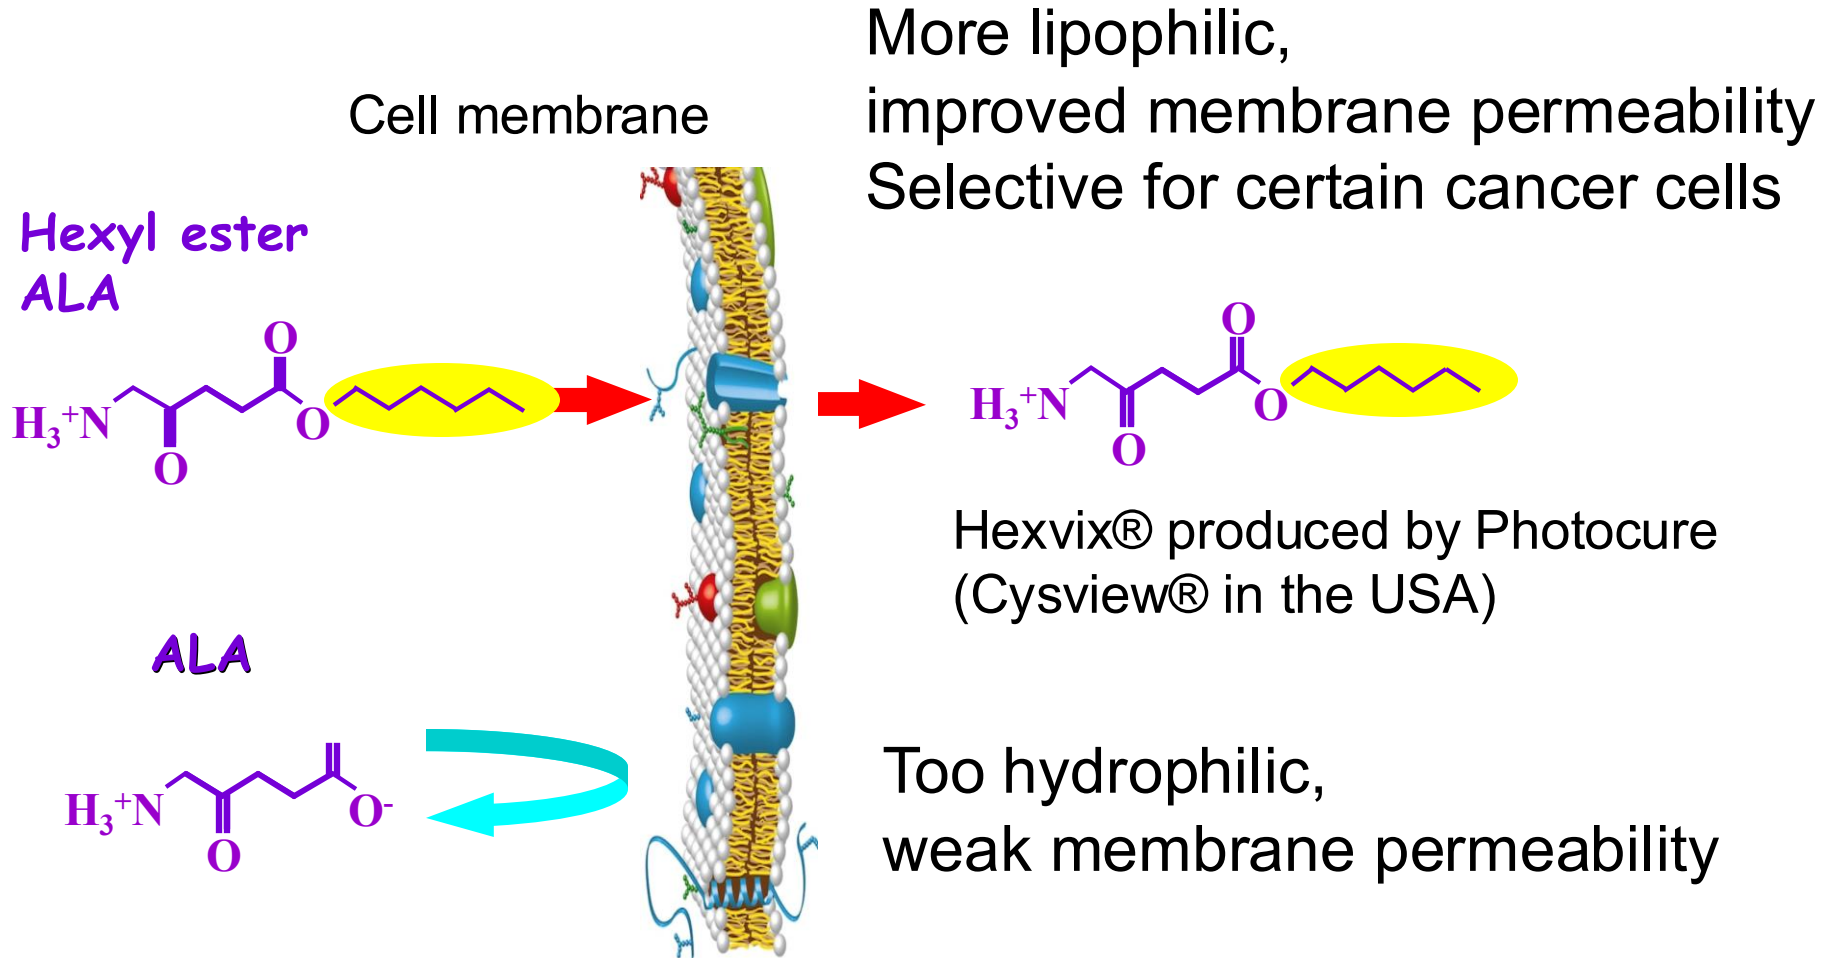 More lipophilic,
improved membrane permeability
Selective for certain cancer cells
Cell membrane
Hexyl ester
ALA
O
H3+N
O
O
O
H3+N
O
O
Hexvix® produced by Photocure
(Cysview® in the USA)
ALA
H3+N
O-
O
Too hydrophilic,
weak membrane permeability